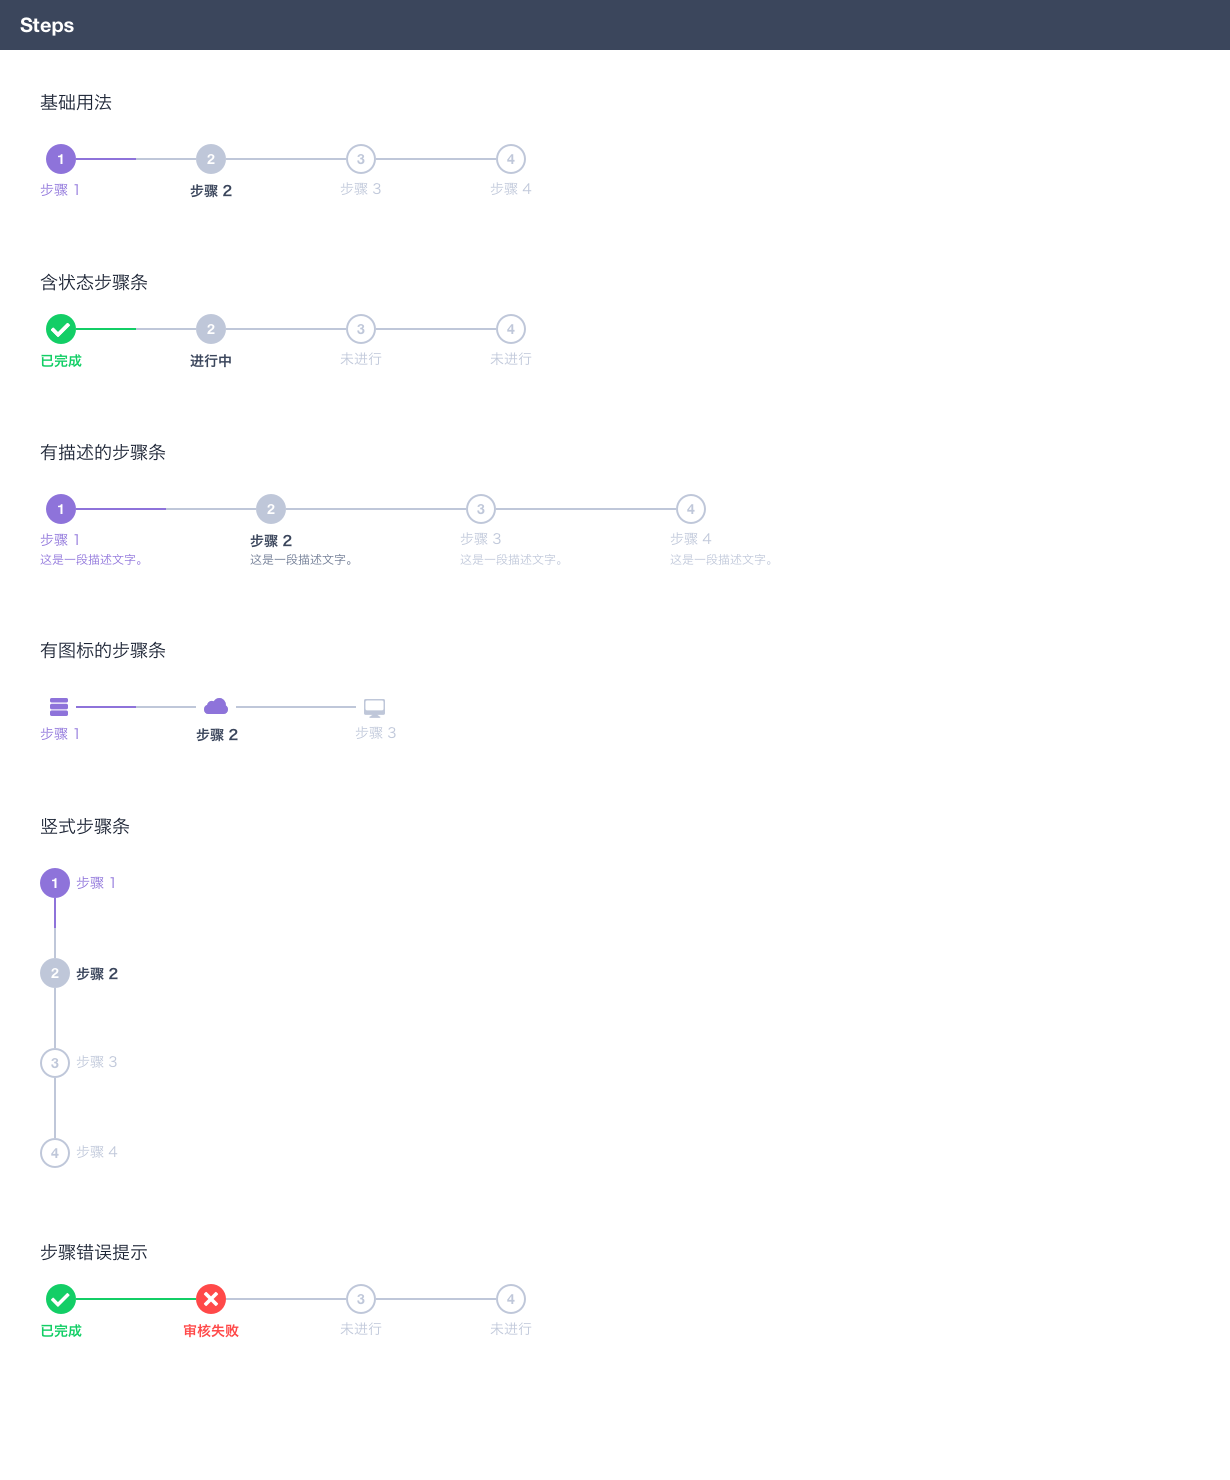 Steps
基础用法
1 2 3 4
步骤 1 步骤 2 步骤 3 步骤 4
含状态步骤条
2 3 4
已完成 进行中 未进行 未进行
有描述的步骤条
1 2 3 4
步骤 1 步骤 2 步骤 3 步骤 4
这是一段描述文字。 这是一段描述文字。 这是一段描述文字。 这是一段描述文字。
有图标的步骤条
步骤 1 步骤 2 步骤 3
竖式步骤条
1 步骤 1
2 步骤 2
3 步骤 3
4 步骤 4
步骤错误提示
3 4
已完成 审核失败 未进行 未进行